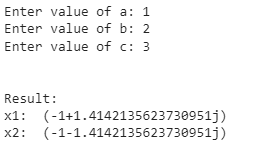 Enter value of a: 1
Enter value of b: 2
Enter value of c: 3
Result:
x1:  (-1+1.4142135623730951j)
x2:  (-1-1.4142135623730951j)